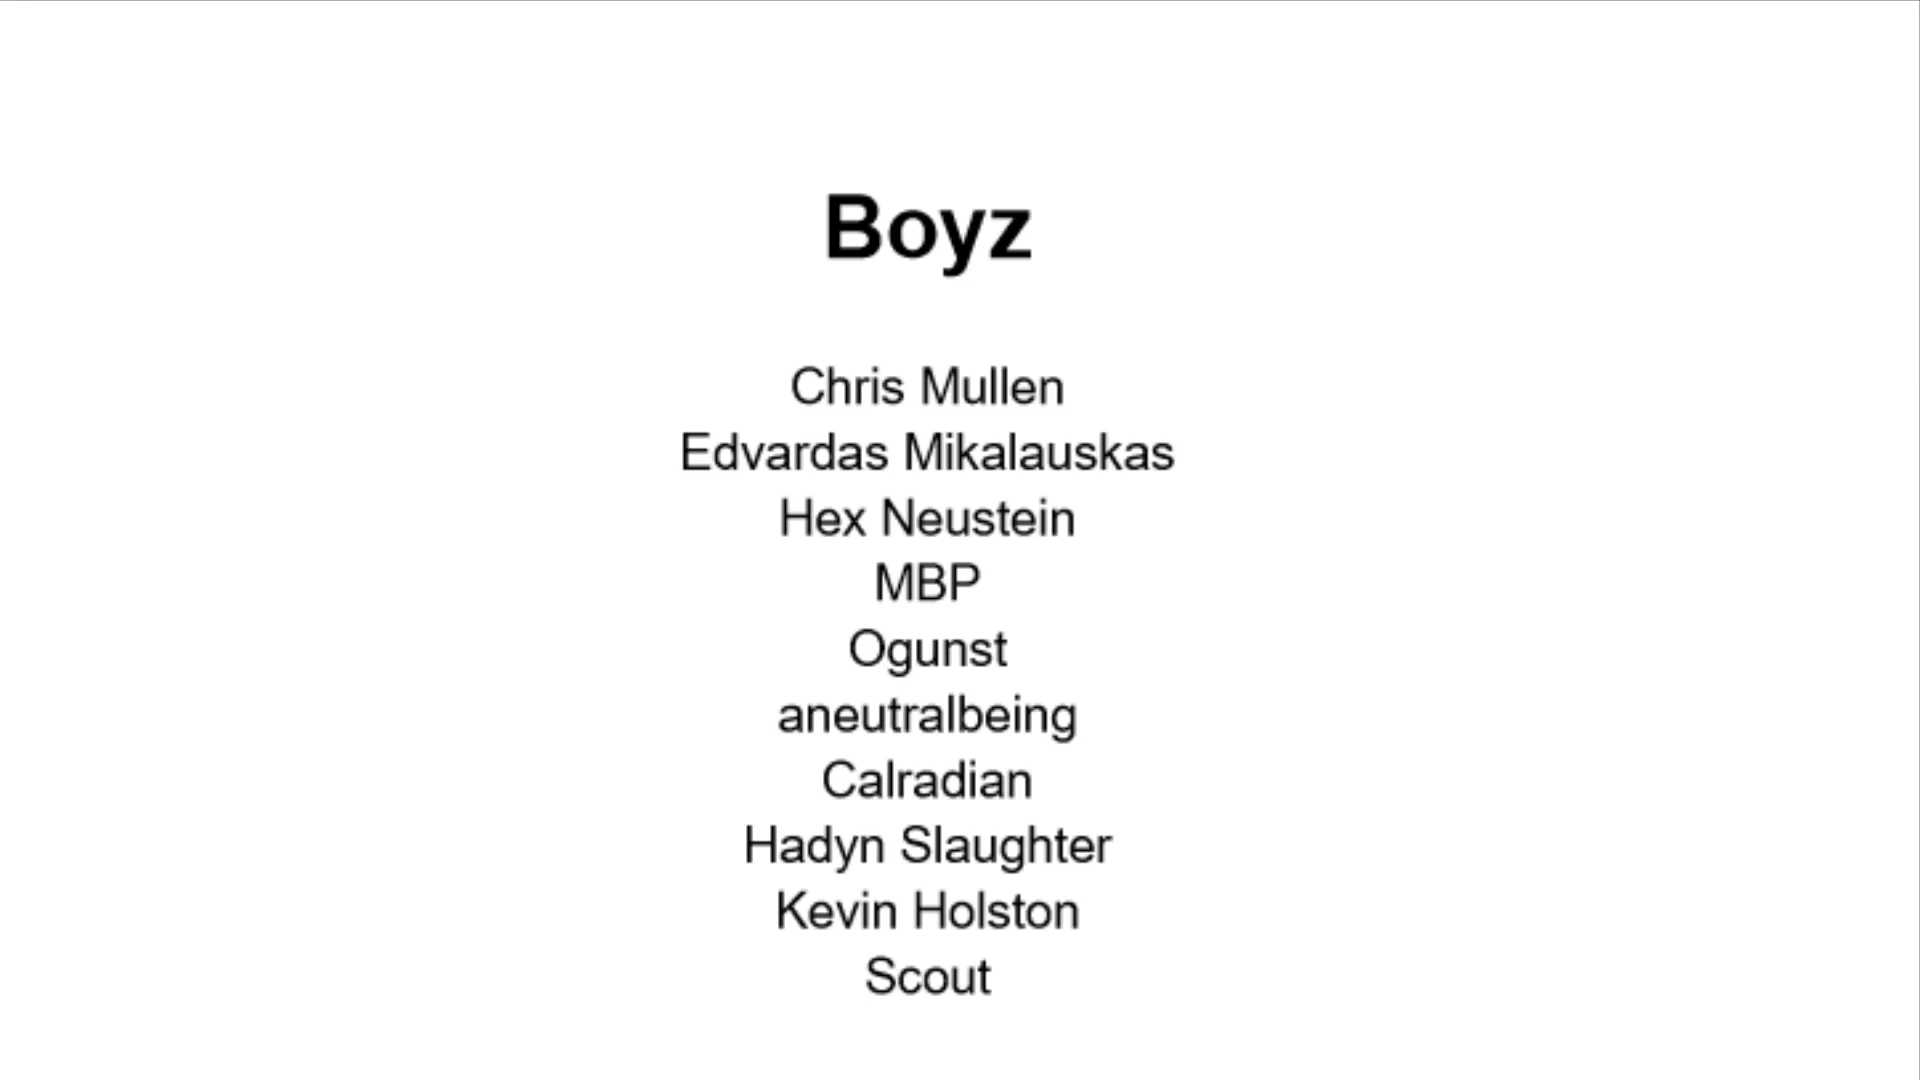 Boyz
Chris Mullen
Edvardas Mikalauskas
Hex Neustein
MBP
Ogunst
aneutralbeing
Calradian
Hadyn Slaughter
Kevin Holston
Scout